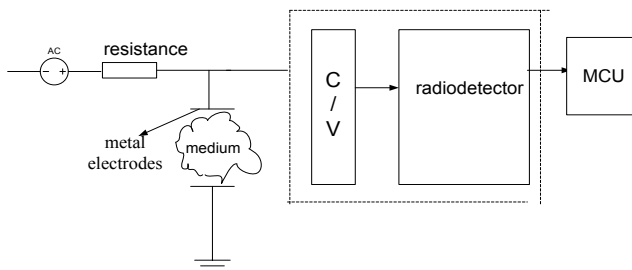 AC
− +
resistance
metal
electrodes
medium
C
/
V
radiodetector
MCU